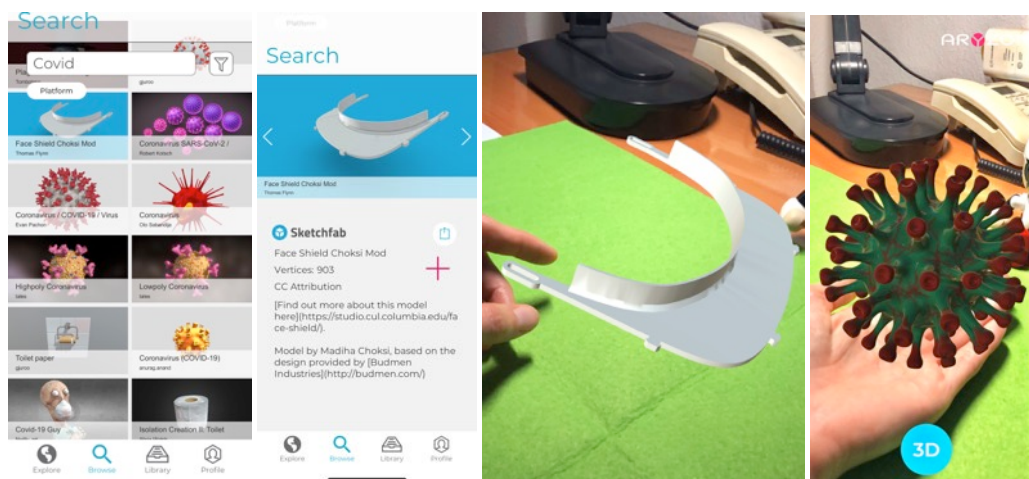 Search
Covid
Platform
Face Shield Choksi Mod
Thomas Flynn
Coronavirus SARS-CoV-2 /
Robert Kotsch
Coronavirus / COVID-19 / Virus
Evan Pachon
Coronavirus
Highpoly Coronavirus
Lowpoly Coronavirus
Toilet paper
Coronavirus (COVID-19)
anurag.anand
Covid-19 Guy
Isolation Creation II: Toilet
Explore
Browse
Library
Profile
Platform
Search
Face Shield Choksi Mod
Thomas Flynn
Sketchfab
Face Shield Choksi Mod
Vertices: 903
CC Attribution
[Find out more about this model
here](https://studio.cul.columbia.edu/fa
ce-shield/).
Model by Madiha Choksi, based on the
design provided by [Budmen
Industries](http://budmen.com/)
Explore
Browse
Library
Profile
3D